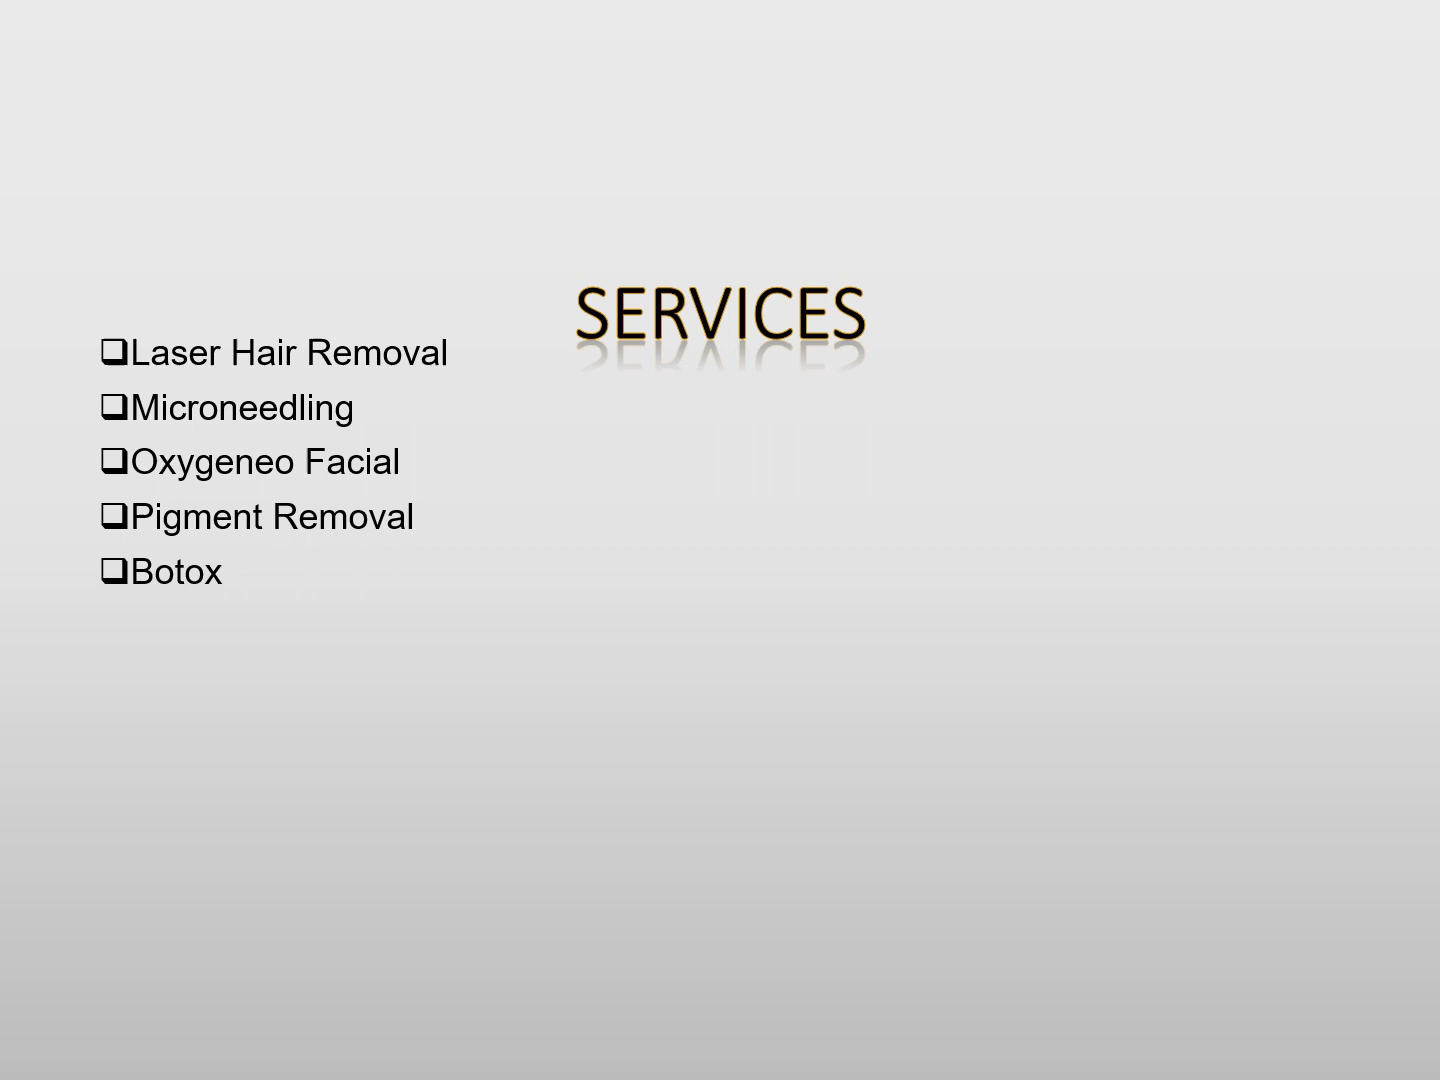 SERVICES
❑Laser Hair Removal
❑Microneedling
❑Oxygeneo Facial
❑Pigment Removal
❑Botox